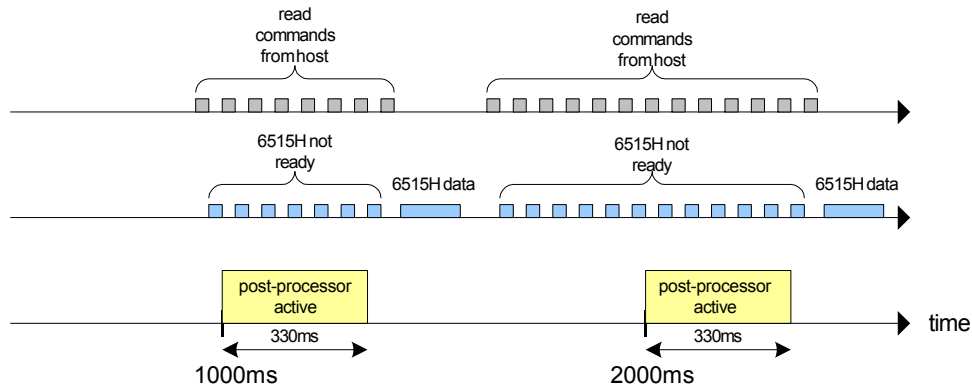 read
commands
from host
read
commands
from host
6515H not
ready
6515H data
6515H not
ready
6515H data
post-processor
active
post-processor
active
time
330ms
330ms
1000ms
2000ms